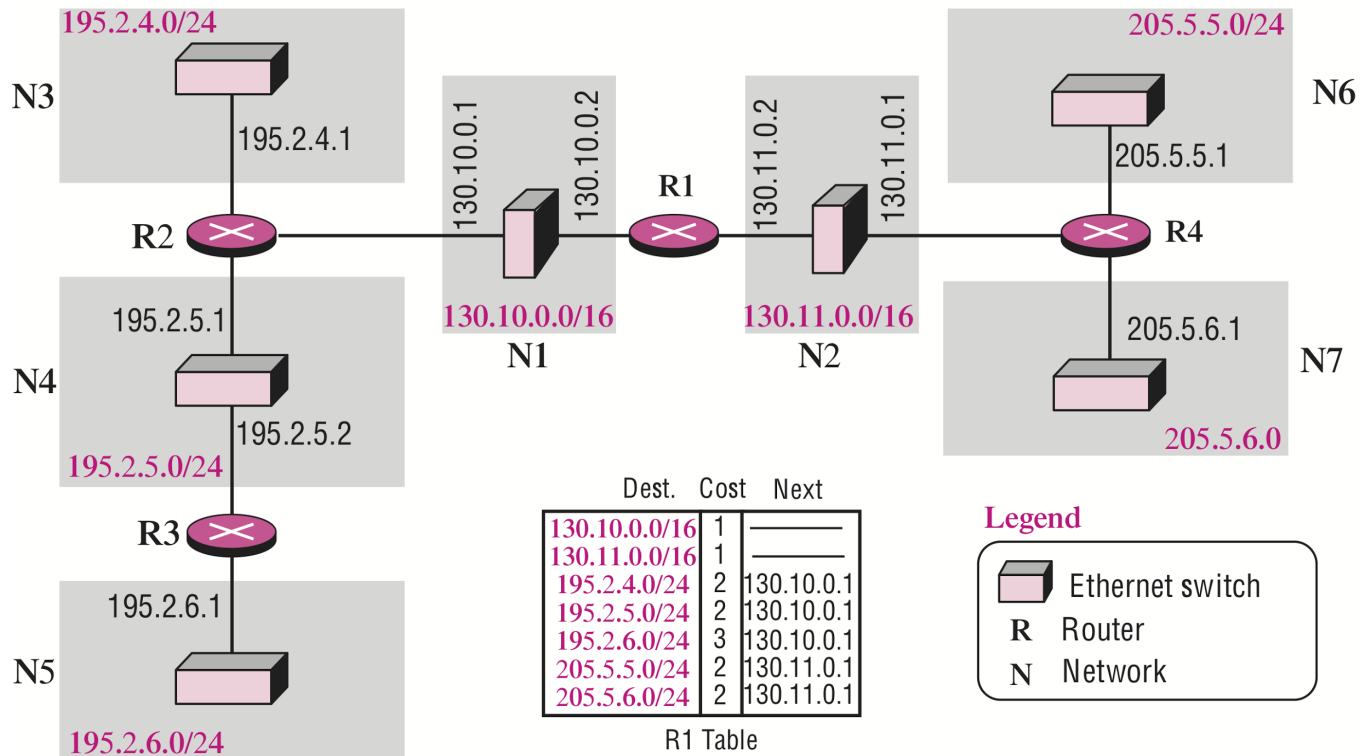 195.2.4.0/24
N3
195.2.4.1
R2
195.2.5.1
N4
195.2.5.2
195.2.5.0/24
R3
195.2.6.1
N5
195.2.6.0/24
130.10.0.1
130.10.0.2
130.10.0.0/16
N1
R1
130.11.0.2
130.11.0.1
130.11.0.0/16
N2
205.5.5.0/24
N6
205.5.5.1
R4
205.5.6.1
N7
205.5.6.0
Dest. Cost Next
130.10.0.0/16 1
130.11.0.0/16 1
195.2.4.0/24 2 130.10.0.1
195.2.5.0/24 2 130.10.0.1
195.2.6.0/24 3 130.10.0.1
205.5.5.0/24 2 130.11.0.1
205.5.6.0/24 2 130.11.0.1
R1 Table
Legend
Ethernet switch
R Router
N Network